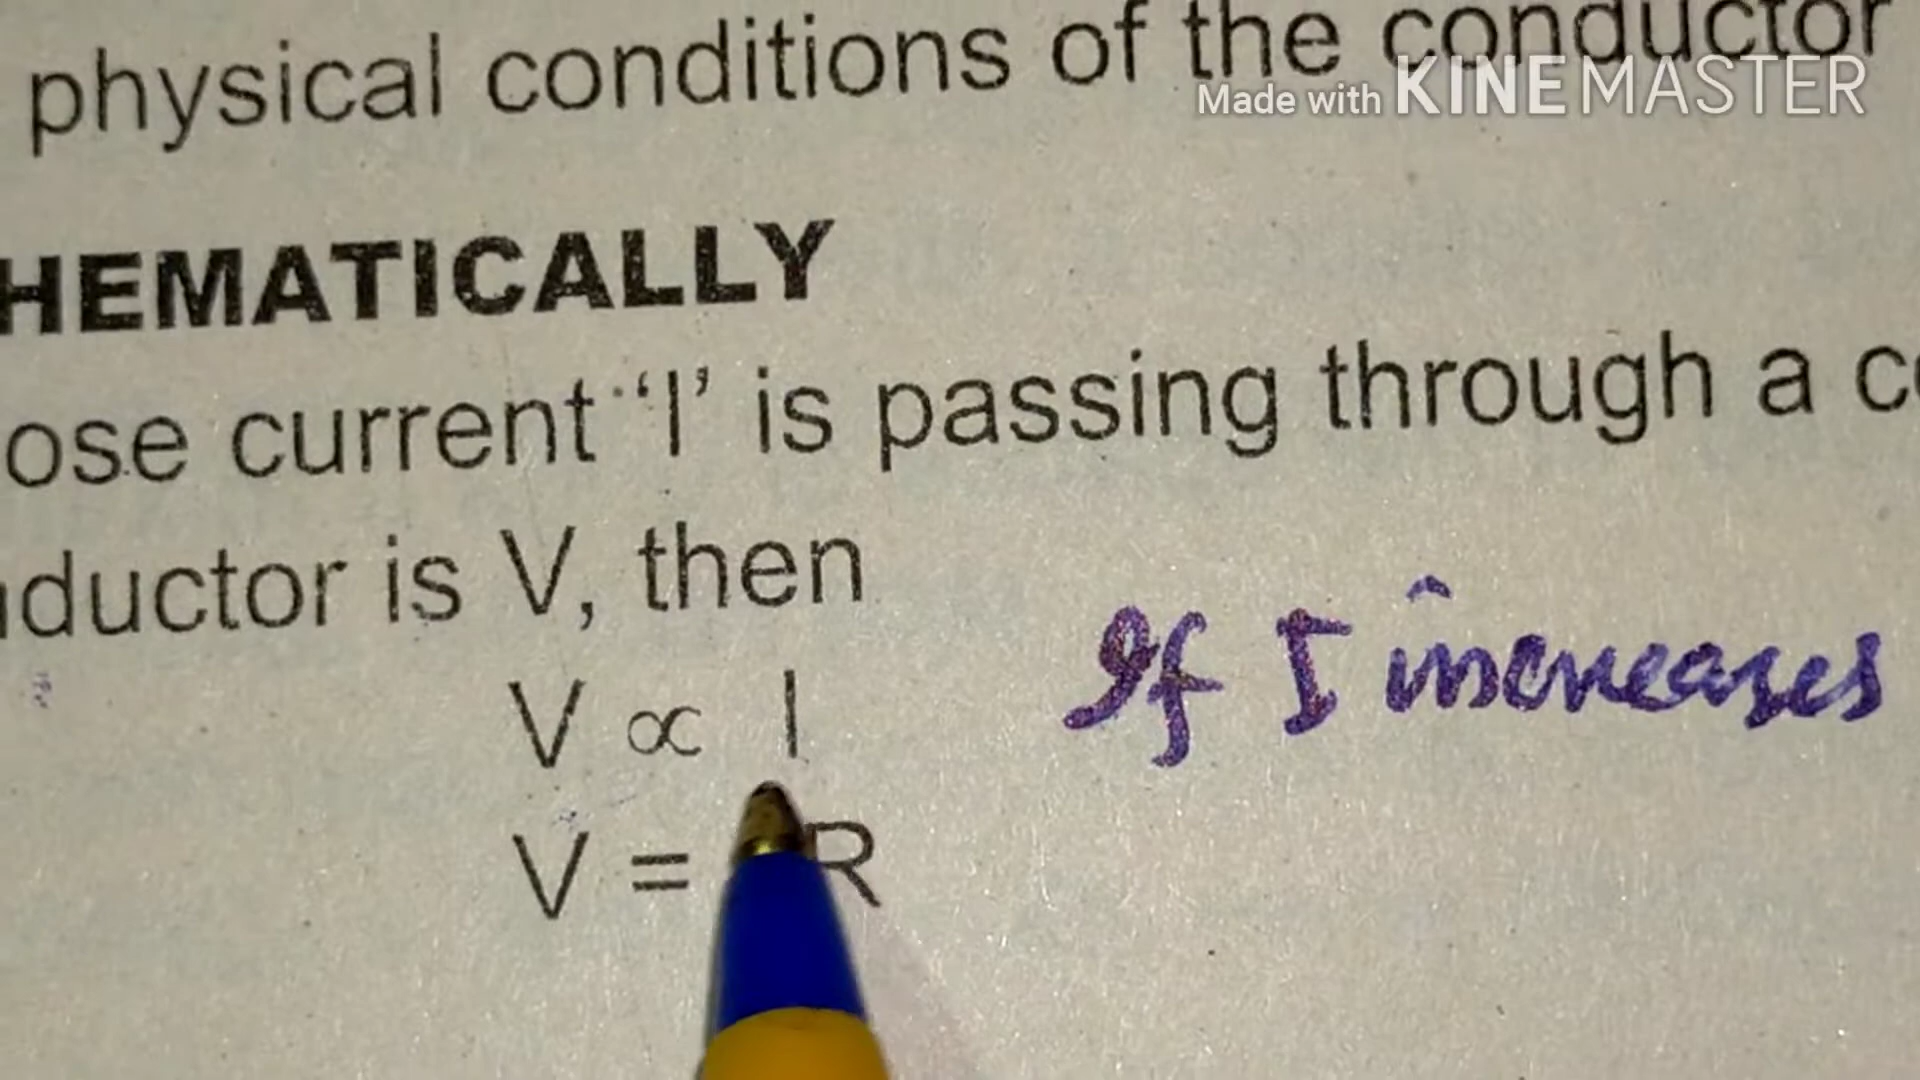 physical conditions of the conductor
Made with KINEMASTER
HEMATICALLY
ose current 'I' is passing through a c
ductor is V, then
V ∝ I
If I increases
V = R